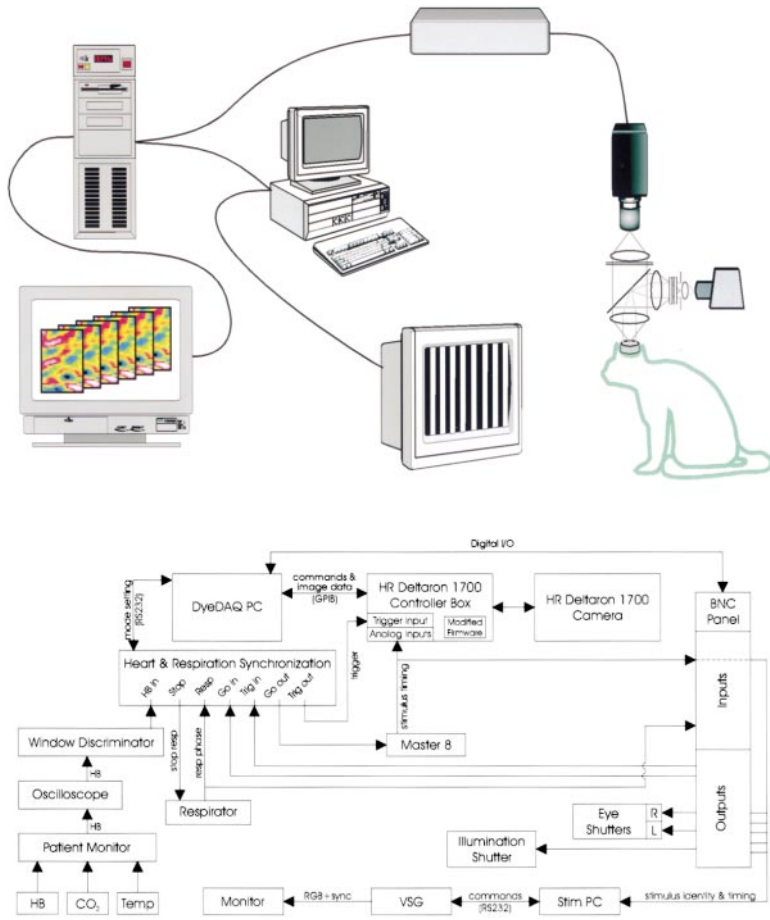 Digital I/O
DyeDAQ PC
commands &
image data
(GPIB)
HR Deltaron 1700
Controller Box
Trigger Input
Analog Inputs
Modified
Firmware
HR Deltaron 1700
Camera
BNC
Panel
mode setting
(RS232)
Heart & Respiration Synchronization
HB in
Stop
Resp
Go in
Trig in
Go out
Trig out
trigger
stimulus timing
Inputs
Window Discriminator
stop resp
resp phase
Master 8
HB
Oscilloscope
Respirator
HB
Outputs
Eye
Shutters
R
L
Patient Monitor
Illumination
Shutter
HB
CO2
Temp
Monitor
RGB+sync
VSG
commands
(RS232)
Stim PC
stimulus identity & timing